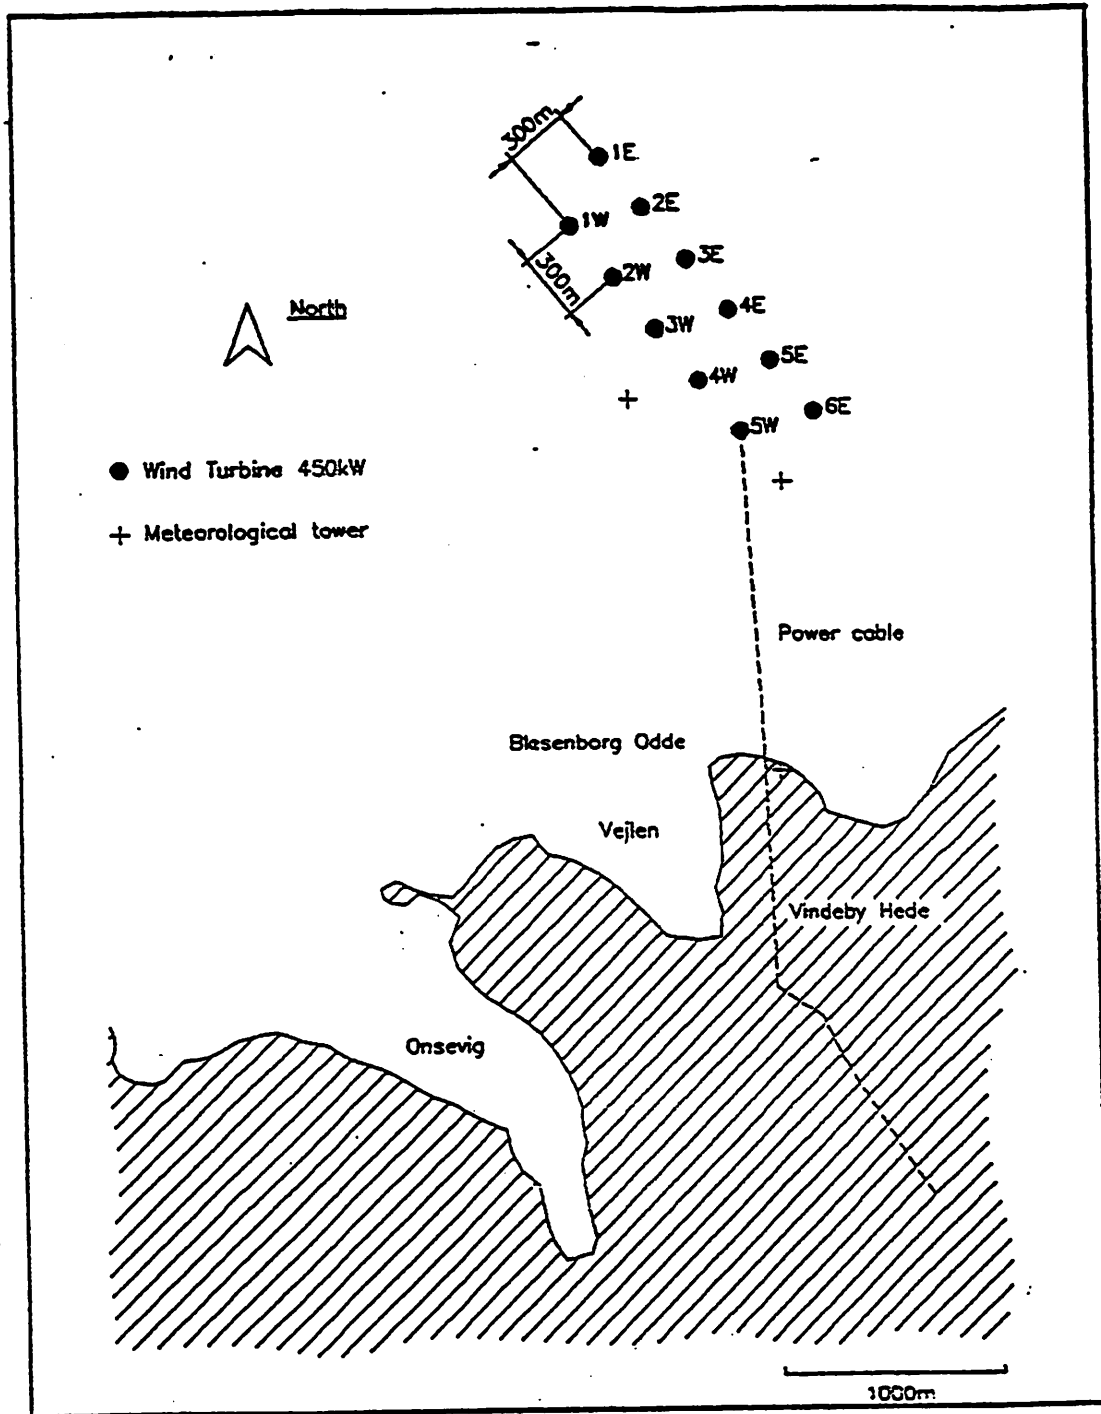 300m
1E
2E
1W
3E
2W
300m
North
4E
3W
5E
4W
6E
5W
Wind Turbine 450kW
Meteorological tower
Power cable
Blesenborg Odde
Vejlen
Vindeby Hede
Onsevig
1000m